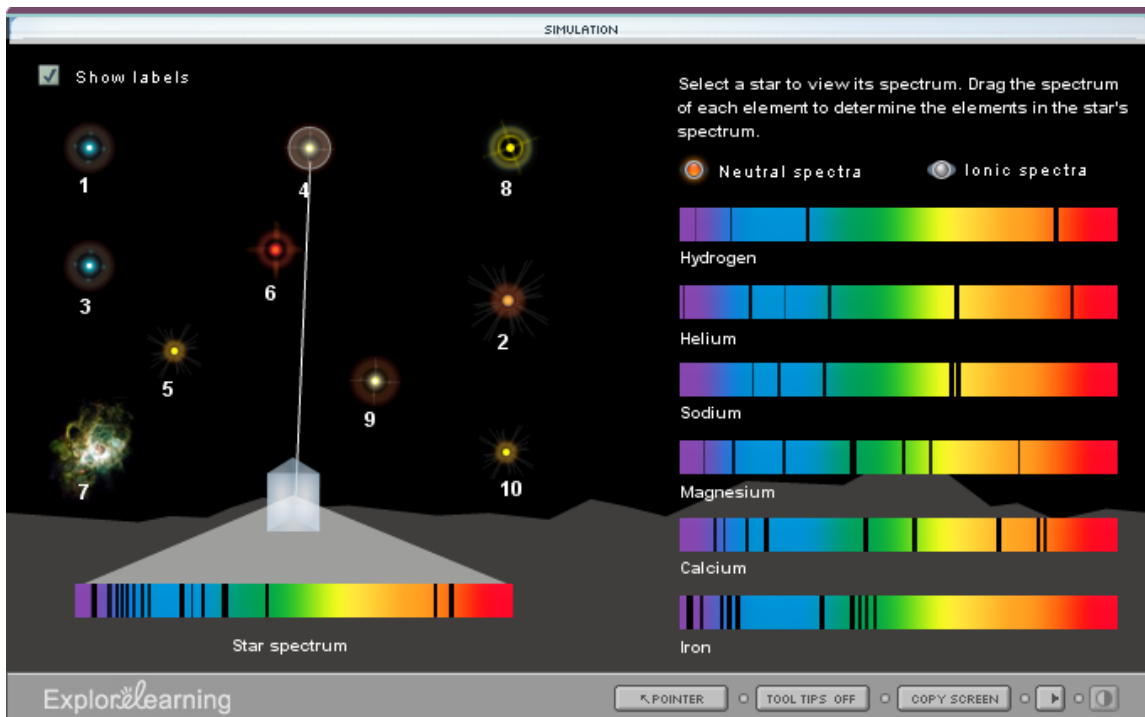 SIMULATION
Show labels
Select a star to view its spectrum. Drag the spectrum
of each element to determine the elements in the star's
spectrum.
Neutral spectra
Ionic spectra
1
4
8
3
6
2
5
9
7
10
Hydrogen
Helium
Sodium
Magnesium
Calcium
Iron
Star spectrum
ExploreLearning
POINTER
TOOL TIPS OFF
COPY SCREEN